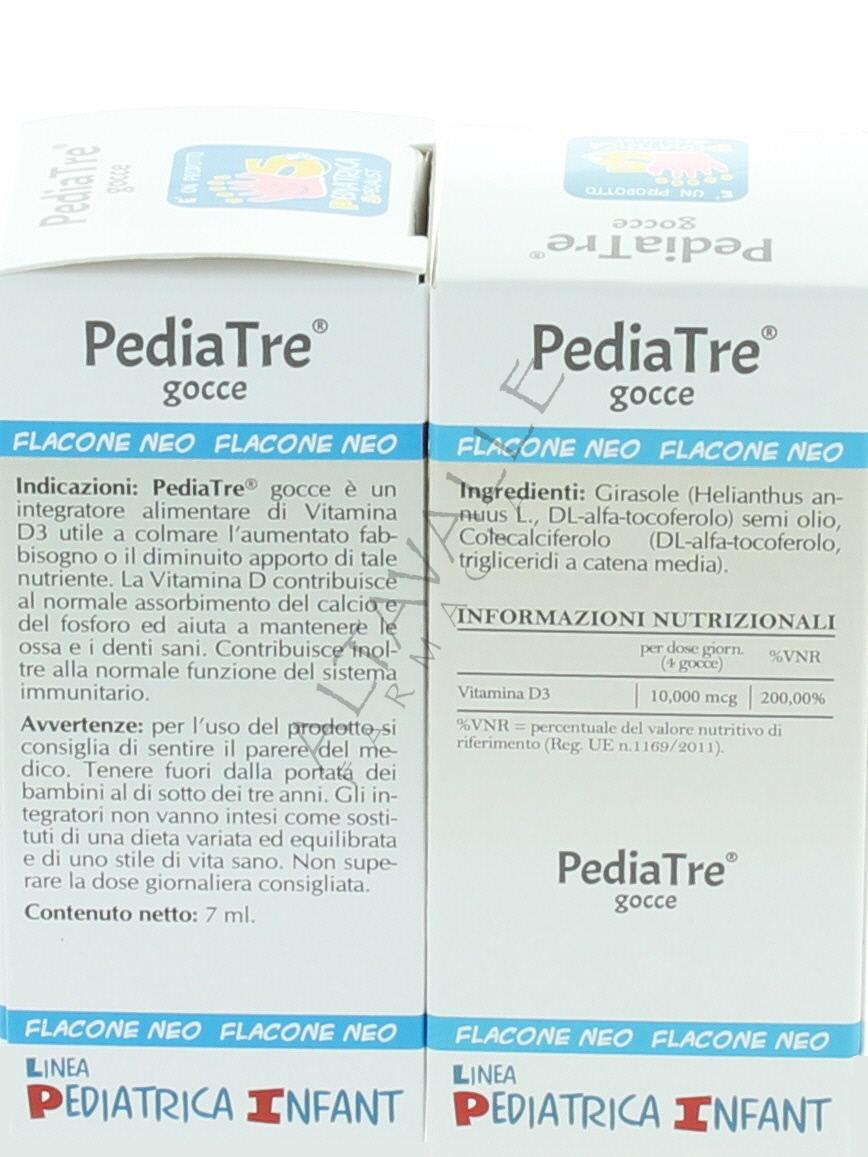 PediaTre®
gocce
È UN PRODOTTO
PEDIATRICA
SPECIALIST
È UN PRODOTTO
PEDIATRICA
gocce
PediaTre®
PediaTre®
gocce
FLACONE NEO FLACONE NEO
Indicazioni: PediaTre® gocce è un
integratore alimentare di Vitamina
D3 utile a colmare l'aumentato fab-
bisogno o il diminuito apporto di tale
nutriente. La Vitamina D contribuisce
al normale assorbimento del calcio e
del fosforo ed aiuta a mantenere le
ossa e i denti sani. Contribuisce inol-
tre alla normale funzione del sistema
immunitario.
Avvertenze: per l'uso del prodotto si
consiglia di sentire il parere del me-
dico. Tenere fuori dalla portata dei
bambini al di sotto dei tre anni. Gli in-
tegratori non vanno intesi come sosti-
tuti di una dieta variata ed equilibrata
e di uno stile di vita sano. Non supe-
rare la dose giornaliera consigliata.
Contenuto netto: 7 ml.
FLACONE NEO FLACONE NEO
LINEA
PEDIATRICA INFANT
PediaTre®
gocce
FLACONE NEO FLACONE NEO
Ingredienti: Girasole (Helianthus an-
nuus L., DL-alfa-tocoferolo) semi olio,
Colecalciferolo (DL-alfa-tocoferolo,
trigliceridi a catena media).
INFORMAZIONI NUTRIZIONALI
per dose giorn.
(4 gocce) %VNR
Vitamina D3 10,000 mcg 200,00%
%VNR = percentuale del valore nutritivo di
riferimento (Reg. UE n.1169/2011).
PediaTre®
gocce
FLACONE NEO FLACONE NEO
LINEA
PEDIATRICA INFANT
ALTAVALLE
FARMACIA